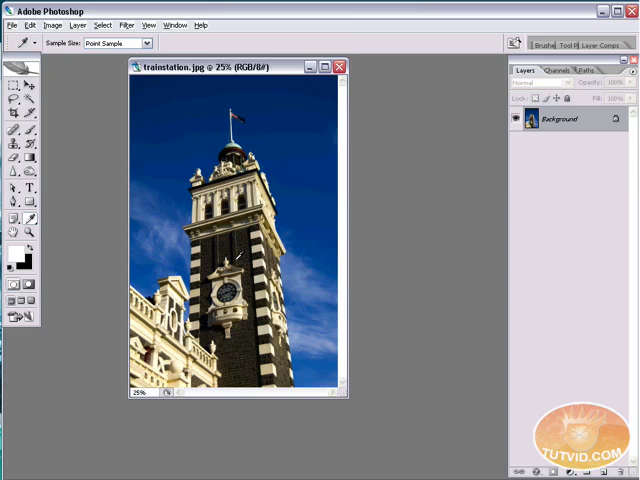 Adobe Photoshop
File Edit Image Layer Select Filter View Window Help
Sample Size: Point Sample
Brushes Tool P Layer Comps
trainstation.jpg @ 25% (RGB/8#)
Layers Channels Paths
Normal Opacity: 100%
Lock: Fill: 100%
Background
T
25%
TUTVID.COM